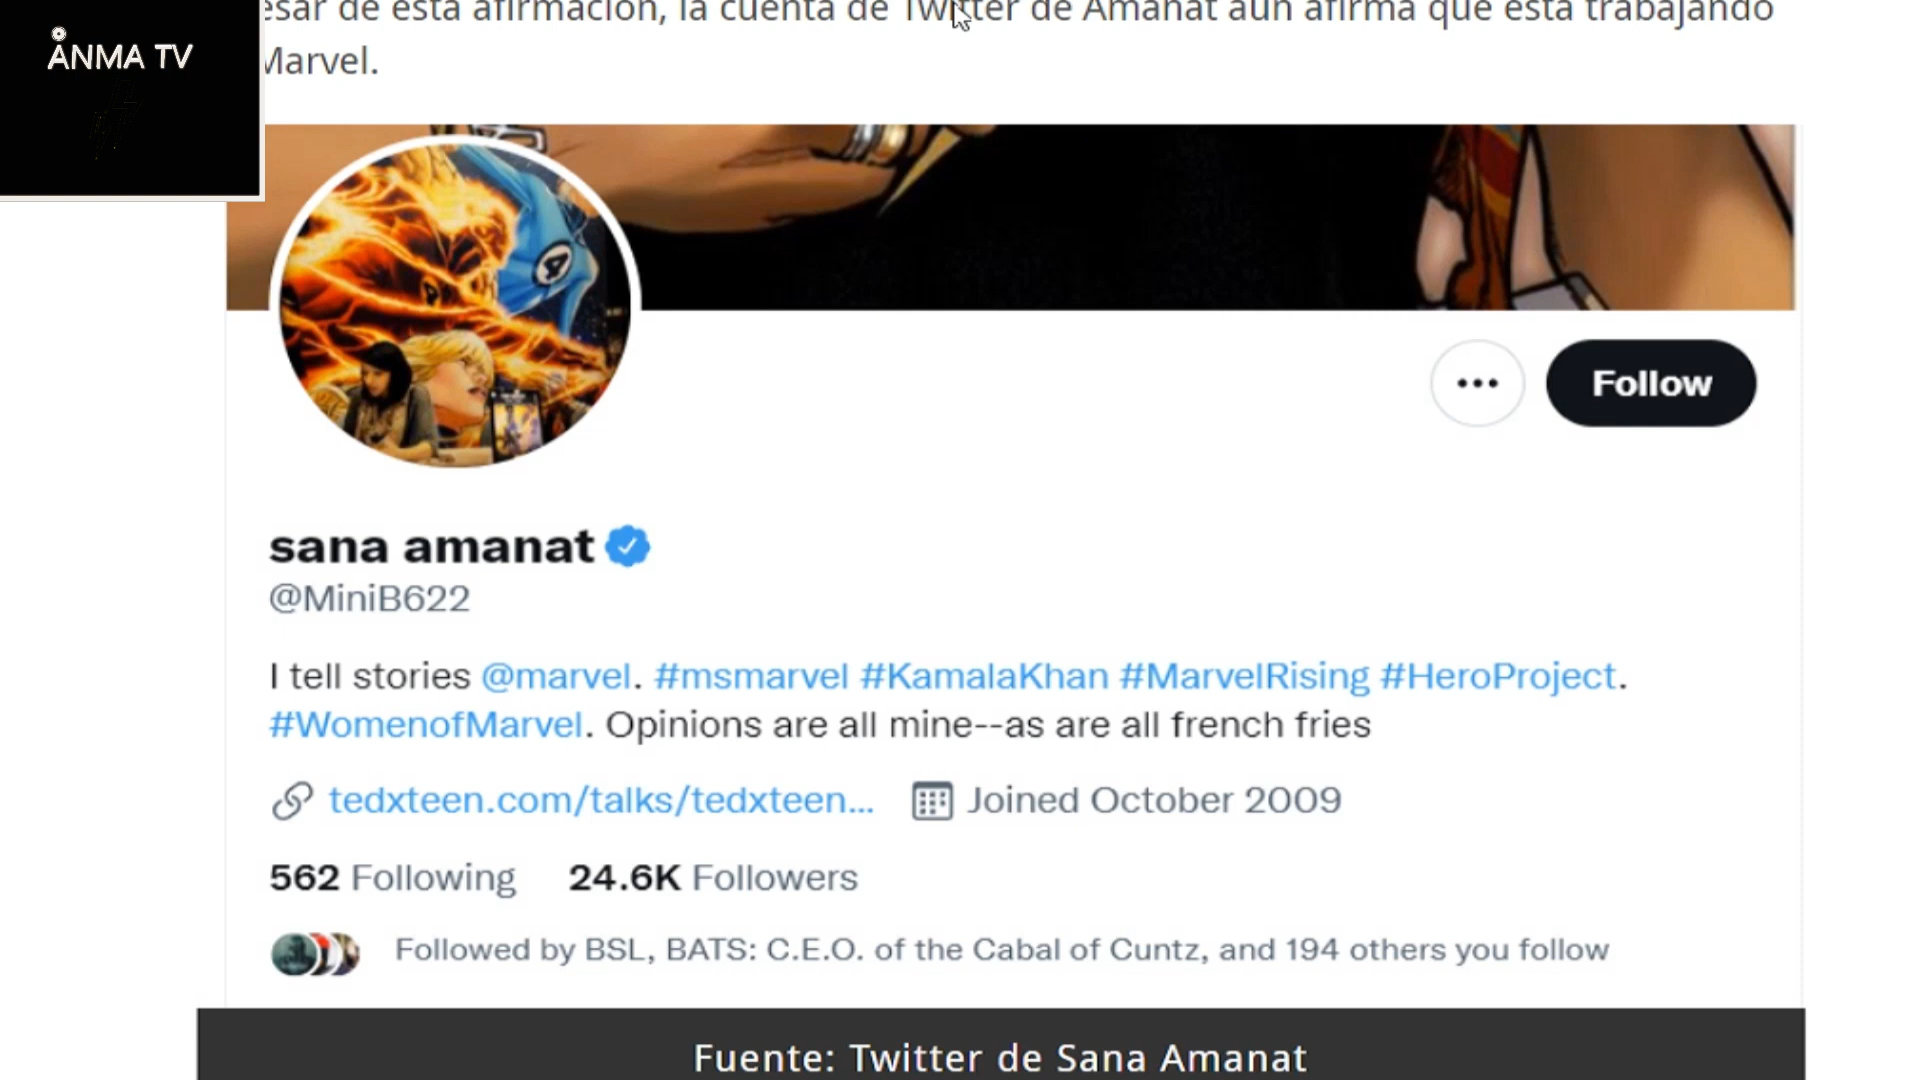 esar de esta afirmación, la cuenta de Twitter de Amanat aún afirma que está trabajando
Marvel.
ÅNMA TV
4
Follow
sana amanat
@MiniB622
I tell stories @marvel. #msmarvel #KamalaKhan #MarvelRising #HeroProject.
#WomenofMarvel. Opinions are all mine--as are all french fries
tedxteen.com/talks/tedxteen... Joined October 2009
562 Following 24.6K Followers
Followed by BSL, BATS: C.E.O. of the Cabal of Cuntz, and 194 others you follow
Fuente: Twitter de Sana Amanat